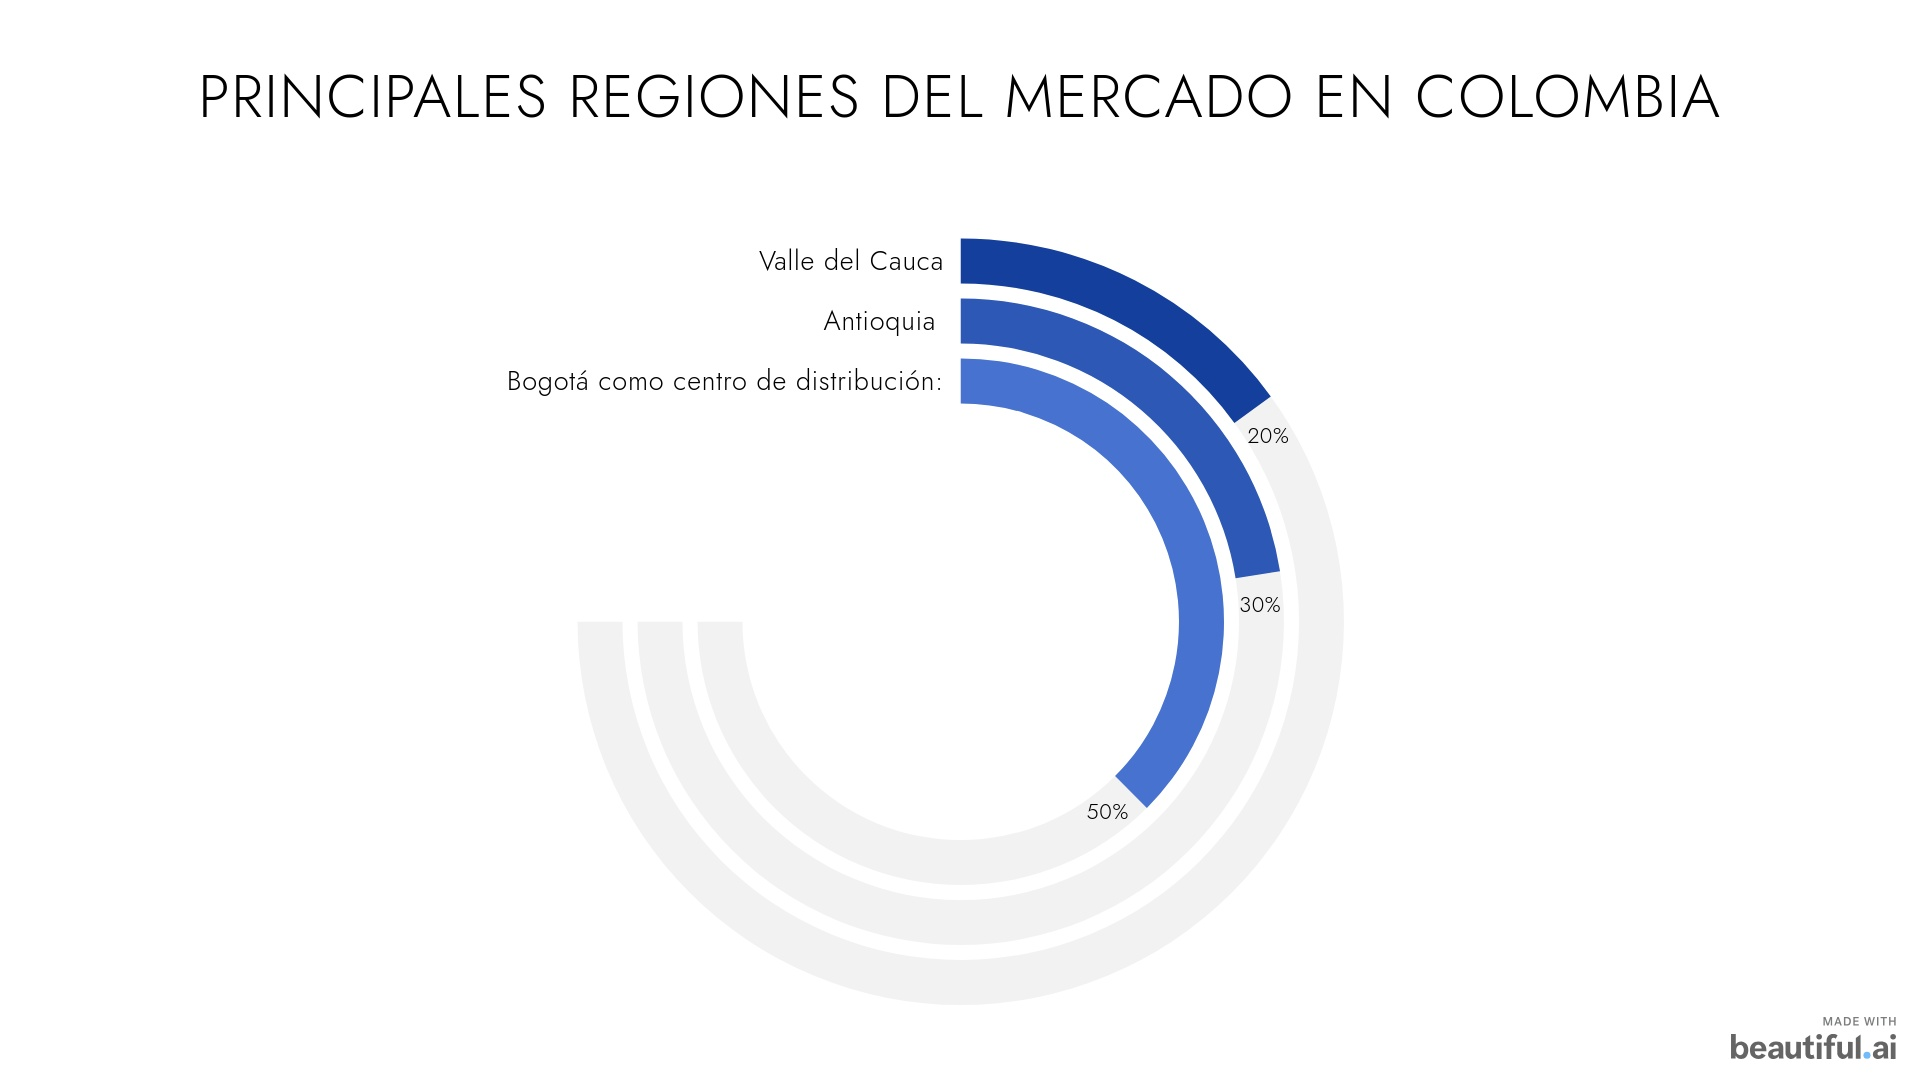 PRINCIPALES REGIONES DEL MERCADO EN COLOMBIA
Valle del Cauca
Antioquia
Bogotá como centro de distribución:
20%
30%
50%
MADE WITH
beautiful.ai